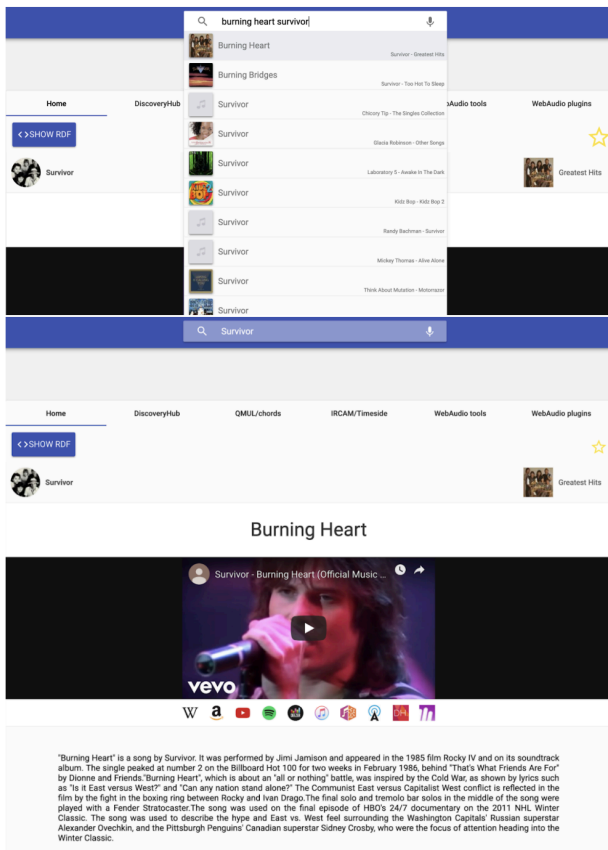 burning heart survivor
Burning Heart
Survivor - Greatest Hits
Burning Bridges
Survivor - Too Hot To Sleep
Home
DiscoveryHub
Survivor
Chicory Tip - The Singles Collection
bAudio tools
WebAudio plugins
< >SHOW RDF
Survivor
Glacia Robinson - Other Songs
Survivor
Survivor
Laboratory 5 - Awake In The Dark
Greatest Hits
Survivor
Kidz Bop - Kidz Bop 2
Survivor
Randy Bachman - Survivor
Survivor
Mickey Thomas - Alive Alone
Survivor
Think About Mutation - Motorrazor
Survivor
Survivor
Home
DiscoveryHub
QMUL/chords
IRCAM/Timeside
WebAudio tools
WebAudio plugins
< >SHOW RDF
Survivor
Greatest Hits
Burning Heart
Survivor - Burning Heart (Official Music ...
vevo
"Burning Heart" is a song by Survivor. It was performed by Jimi Jamison and appeared in the 1985 film Rocky IV and on its soundtrack
album. The single peaked at number 2 on the Billboard Hot 100 for two weeks in February 1986, behind "That's What Friends Are For"
by Dionne and Friends."Burning Heart", which is about an "all or nothing" battle, was inspired by the Cold War, as shown by lyrics such
as "Is it East versus West?" and "Can any nation stand alone?" The Communist East versus Capitalist West conflict is reflected in the
film by the fight in the boxing ring between Rocky and Ivan Drago.The final solo and tremolo bar solos in the middle of the song were
played with a Fender Stratocaster.The song was used on the final episode of HBO's 24/7 documentary on the 2011 NHL Winter
Classic. The song was used to describe the hype and East vs. West feel surrounding the Washington Capitals' Russian superstar
Alexander Ovechkin, and the Pittsburgh Penguins' Canadian superstar Sidney Crosby, who were the focus of attention heading into the
Winter Classic.